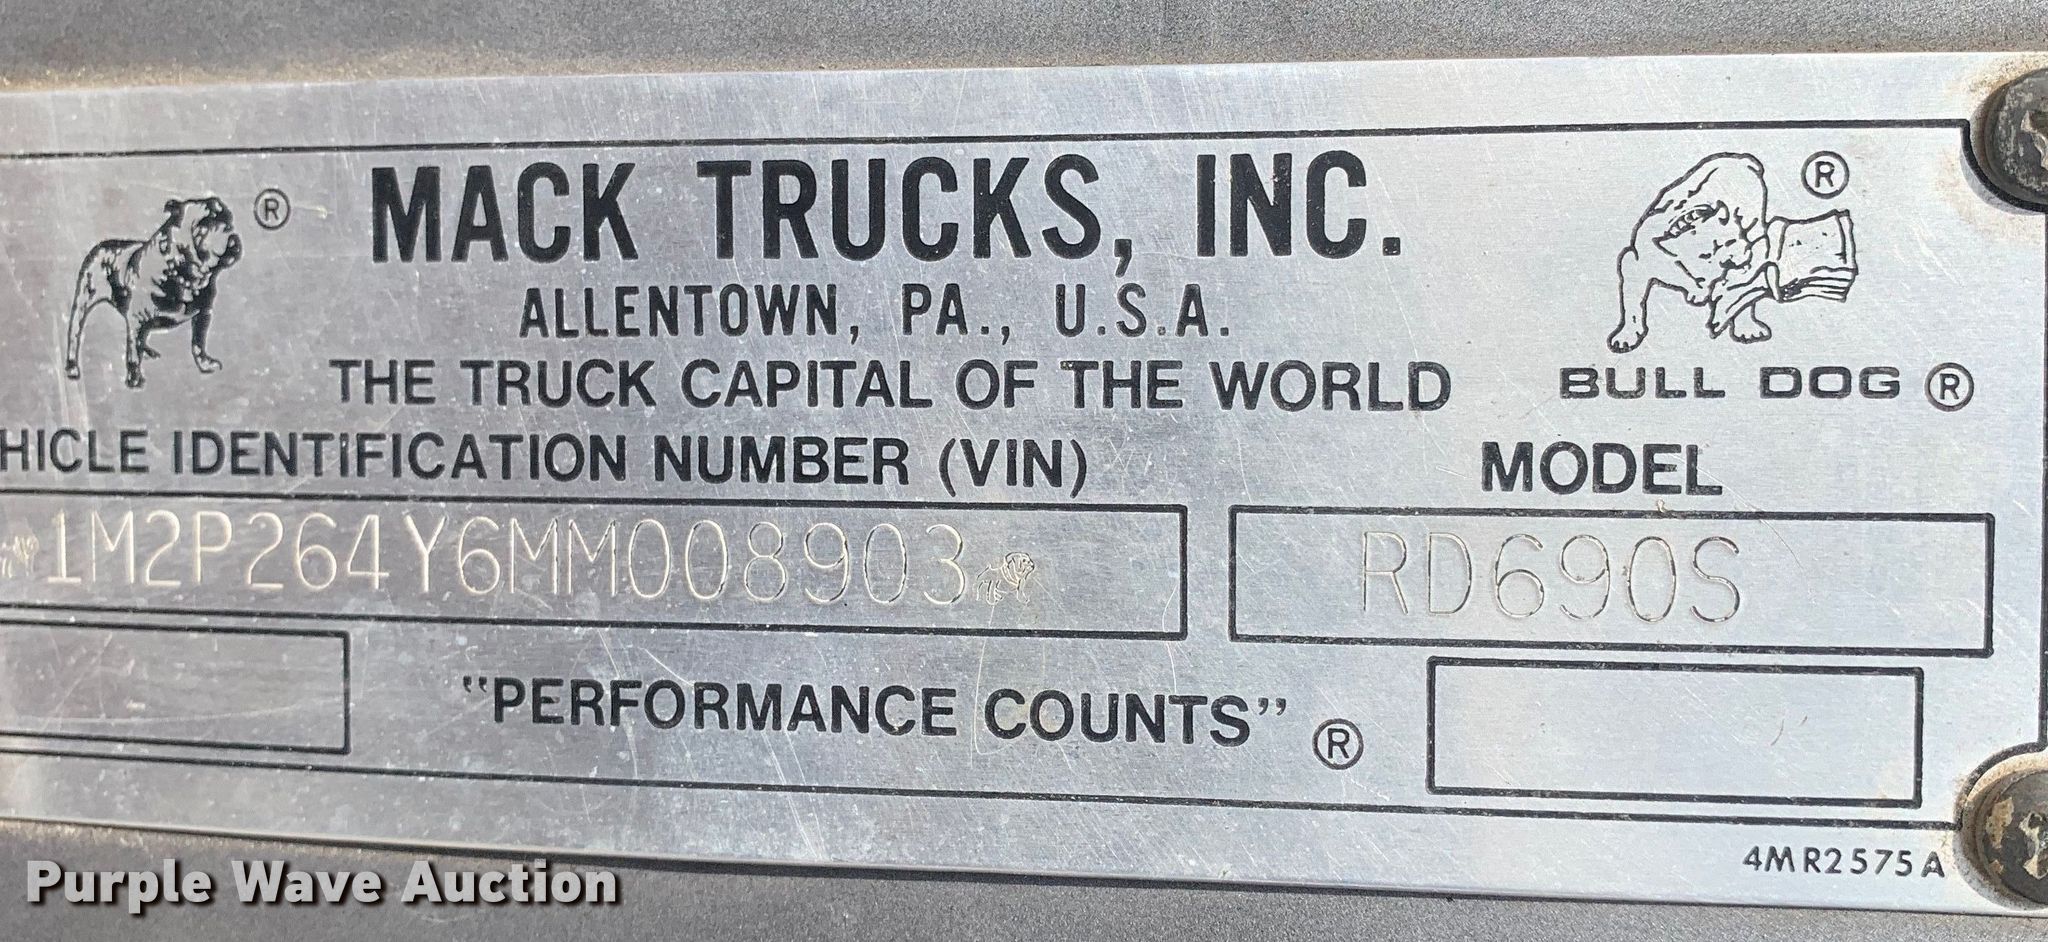 ® MACK TRUCKS, INC. ®
ALLENTOWN, PA., U.S.A.
THE TRUCK CAPITAL OF THE WORLD
BULL DOG ®
HICLE IDENTIFICATION NUMBER (VIN)
MODEL
1M2P264Y6MM008903
RD690S
"PERFORMANCE COUNTS" ®
4MR2575A
Purple Wave Auction